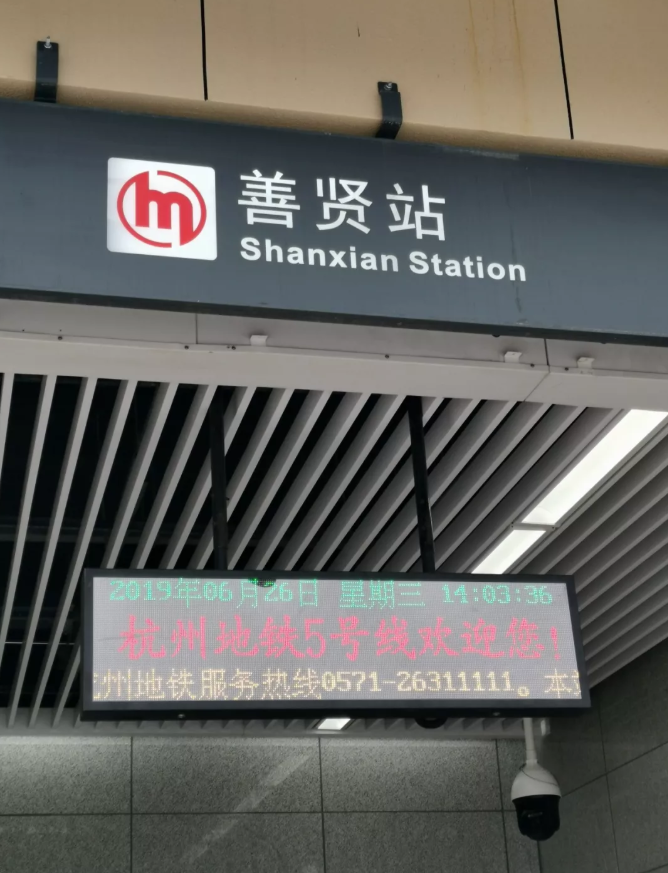 善贤站
Shanxian Station
2019年06月26日 星期三 14:03:36
杭州地铁5号线欢迎您!
州地铁服务热线0571-26311111。本